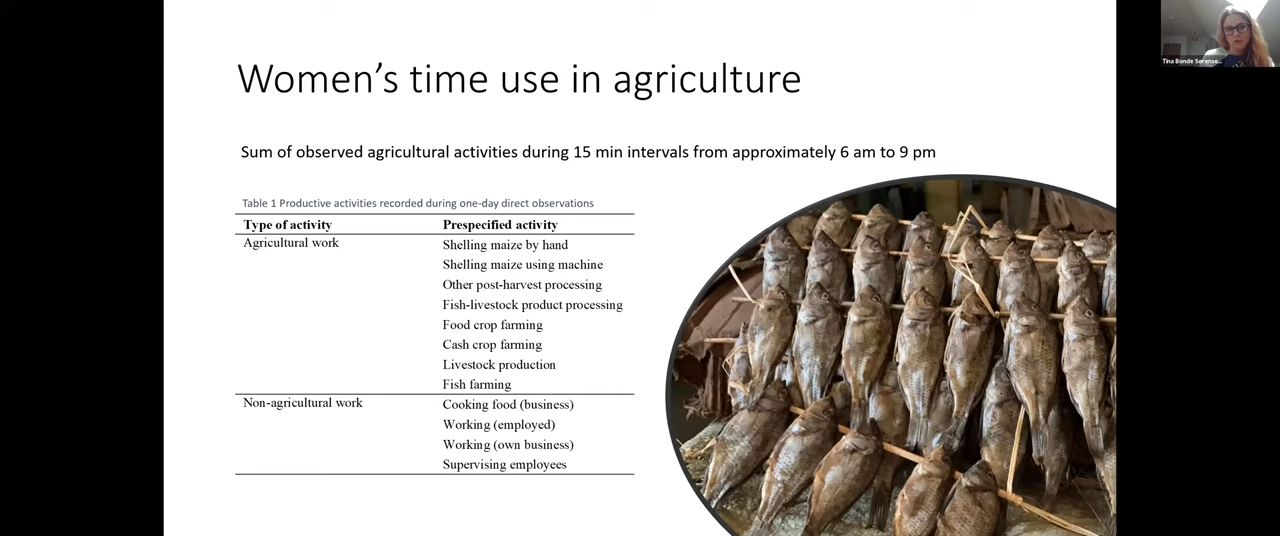 Women's time use in agriculture
Sum of observed agricultural activities during 15 min intervals from approximately 6 am to 9 pm
Table 1 Productive activities recorded during one-day direct observations
Type of activity Prespecified activity
Agricultural work Shelling maize by hand
Shelling maize using machine
Other post-harvest processing
Fish-livestock product processing
Food crop farming
Cash crop farming
Livestock production
Fish farming
Non-agricultural work Cooking food (business)
Working (employed)
Working (own business)
Supervising employees
Tina Bonde Sørense...